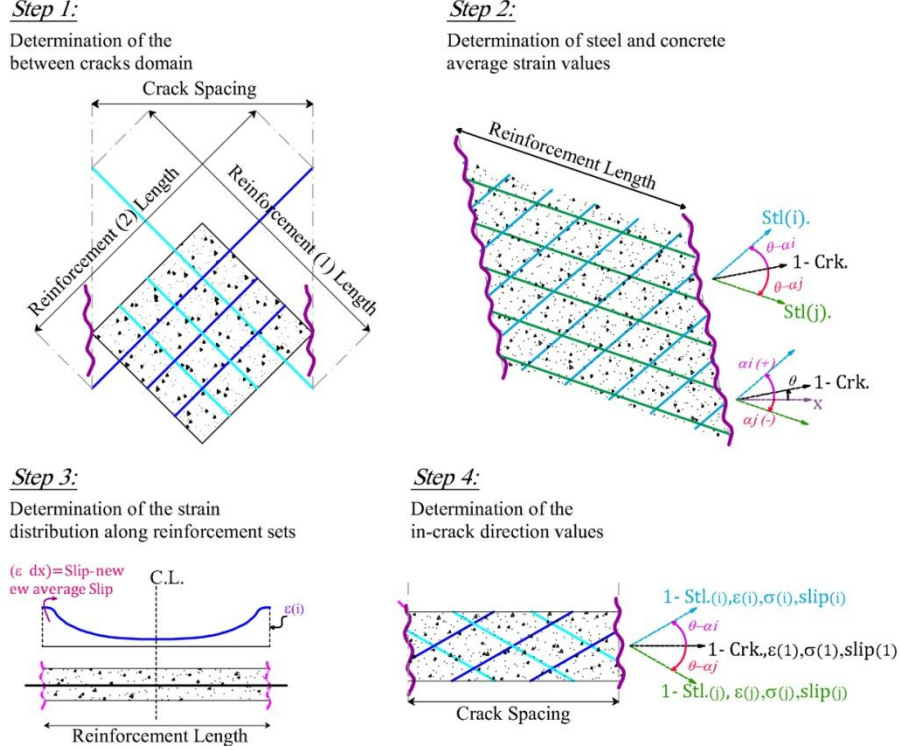 Step 1:
Determination of the
between cracks domain
Crack Spacing
Reinforcement (2) Length
Reinforcement (1) Length
Step 2:
Determination of steel and concrete
average strain values
Reinforcement Length
Stl(i).
θ-αi
1- Crk.
θ-αj
Stl(j).
αi (+)
θ
1- Crk.
x
αj (-)
Step 3:
Determination of the strain
distribution along reinforcement sets
(ε dx)=Slip-new
ew average Slip
C.L.
ε(i)
Reinforcement Length
Step 4:
Determination of the
in-crack direction values
1- Stl.(i),ε(i),σ(i),slip(i)
θ-αi
1- Crk.,ε(1),σ(1),slip(1)
θ-αj
1- Stl.(j), ε(j),σ(j),slip(j)
Crack Spacing